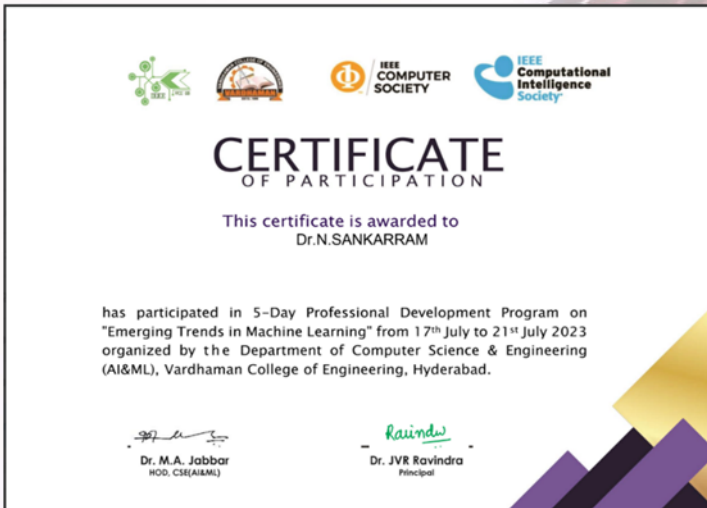 VARDHAMAN
IEEE
COMPUTER
SOCIETY
IEEE
Computational
Intelligence
Society
CERTIFICATE
OF PARTICIPATION
This certificate is awarded to
Dr.N.SANKARRAM
has participated in 5-Day Professional Development Program on
"Emerging Trends in Machine Learning" from 17th July to 21st July 2023
organized by the Department of Computer Science & Engineering
(AI&ML), Vardhaman College of Engineering, Hyderabad.
Ravindra
Dr. M.A. Jabbar
HOD, CSE(AI&ML)
Dr. JVR Ravindra
Principal